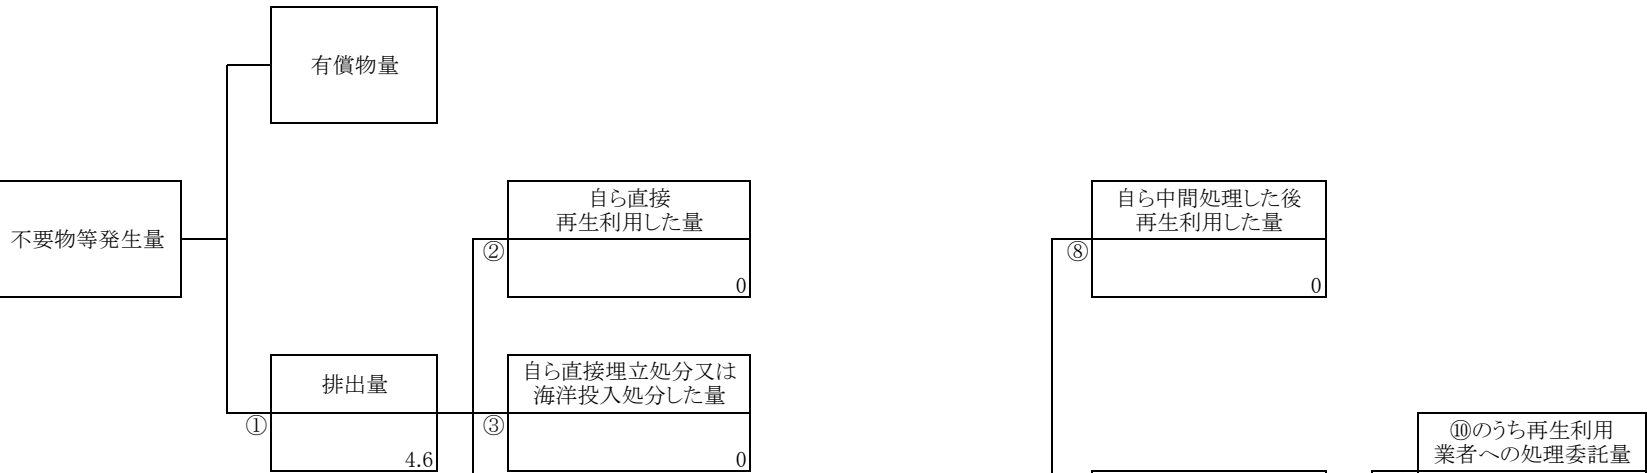 有償物量
不要物等発生量
自ら直接
再生利用した量
②
0
自ら中間処理した後
再生利用した量
⑧
0
排出量
①
4.6
自ら直接埋立処分又は
海洋投入処分した量
③
0
⑩のうち再生利用
業者への処理委託量